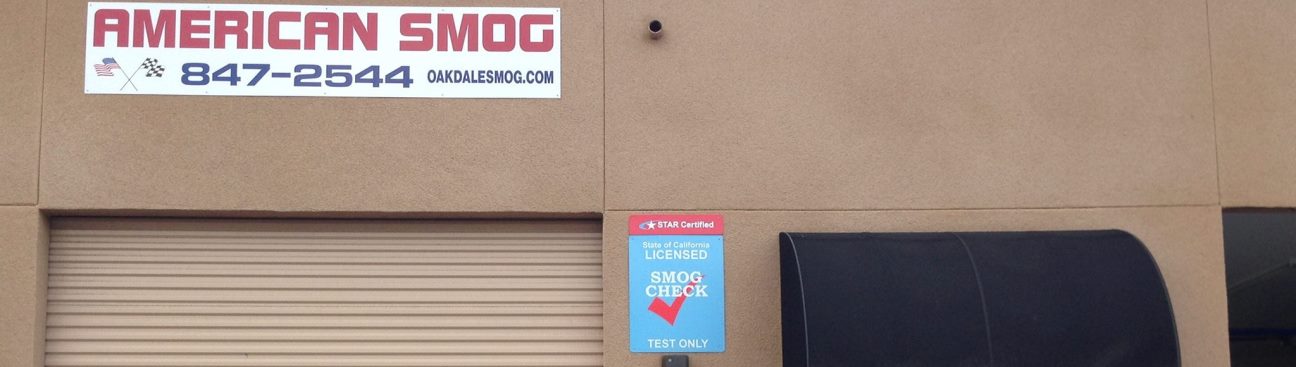 AMERICAN SMOG
847-2544 OAKDALESMOG.COM
STAR Certified
State of California
LICENSED
SMOG
CHECK
TEST ONLY